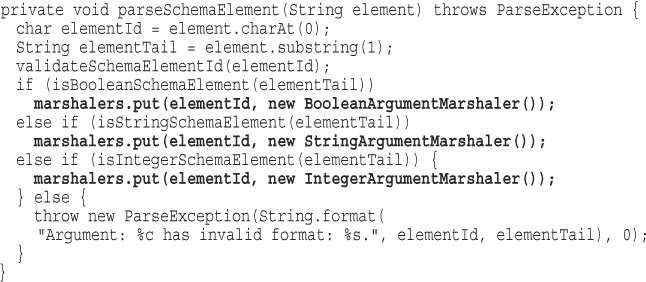 private void parseSchemaElement(String element) throws ParseException {
  char elementId = element.charAt(0);
  String elementTail = element.substring(1);
  validateSchemaElementId(elementId);
  if (isBooleanSchemaElement(elementTail))
    marshalers.put(elementId, new BooleanArgumentMarshaler());
  else if (isStringSchemaElement(elementTail))
    marshalers.put(elementId, new StringArgumentMarshaler());
  else if (isIntegerSchemaElement(elementTail)) {
    marshalers.put(elementId, new IntegerArgumentMarshaler());
  } else {
    throw new ParseException(String.format(
    "Argument: %c has invalid format: %s.", elementId, elementTail), 0);
  }
}